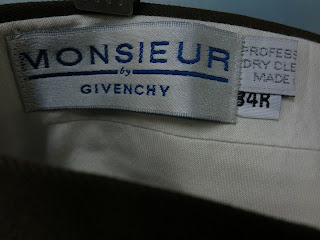 MONSIEUR
by
GIVENCHY
PROFESS
DRY CLE
MADE
34R